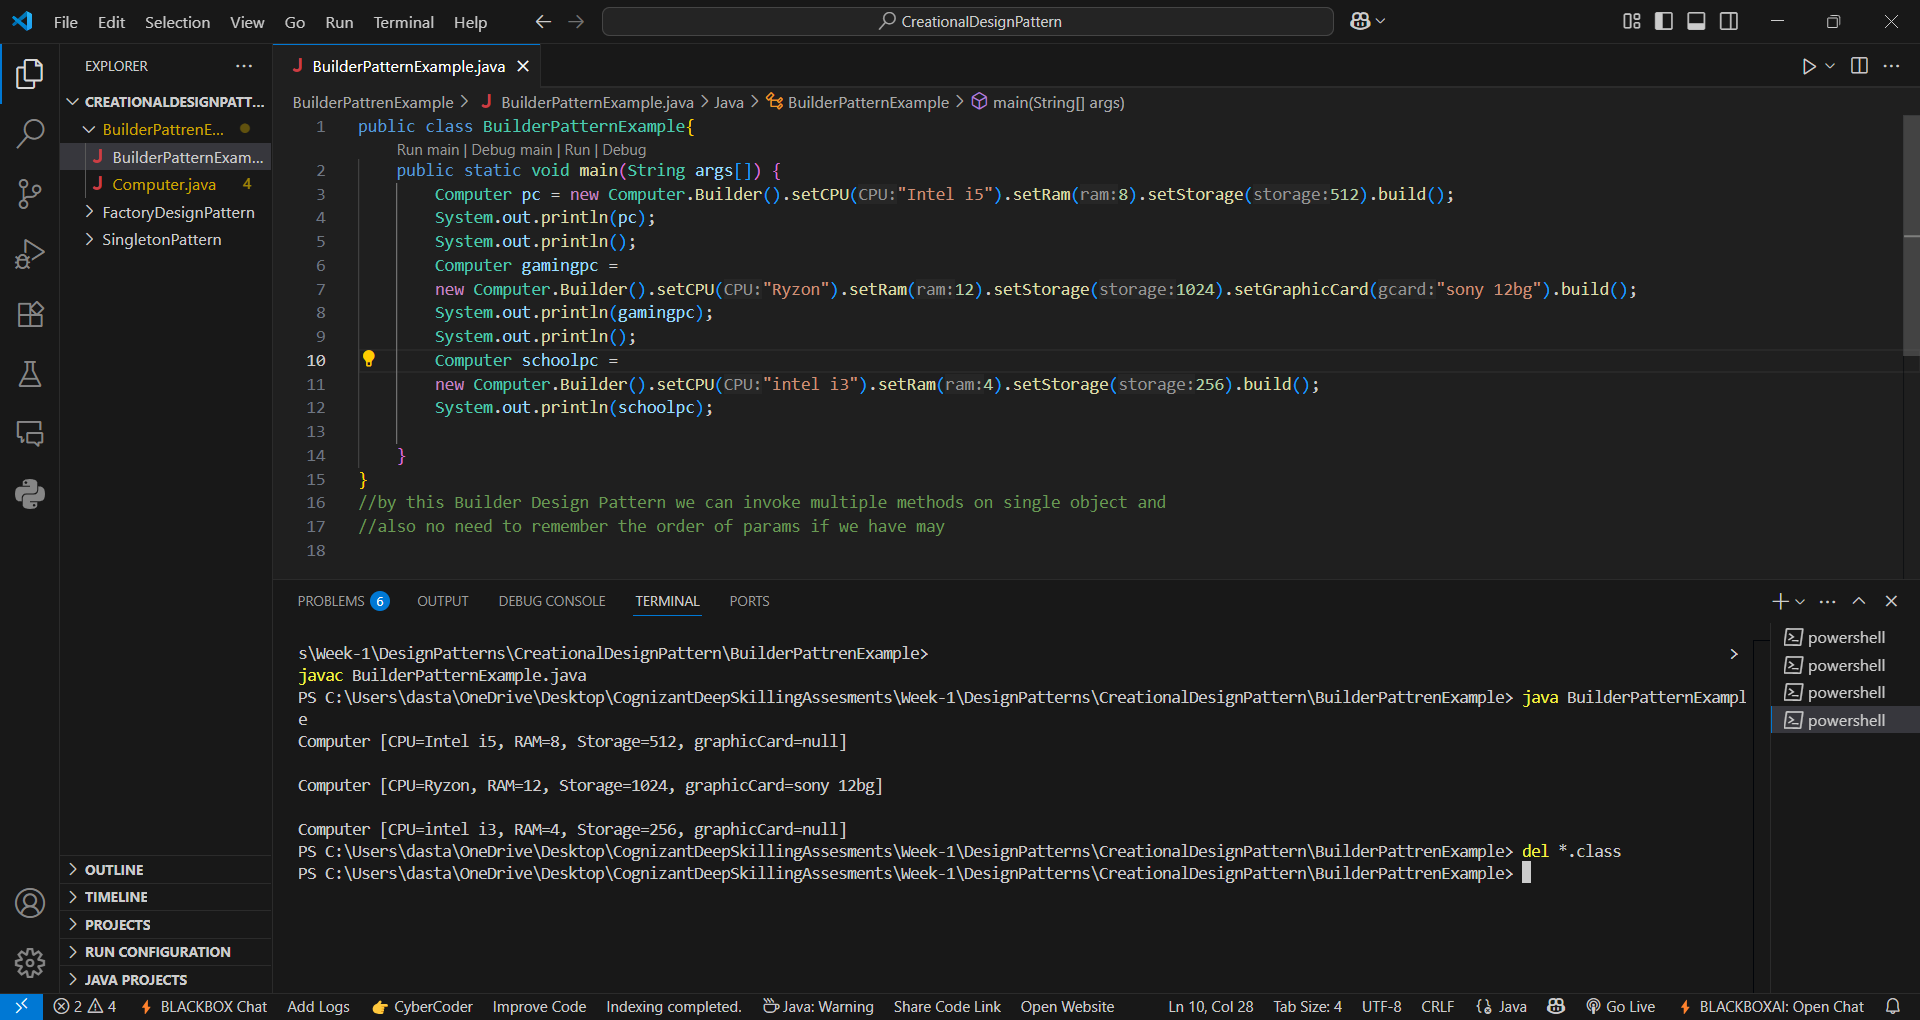 File Edit Selection View Go Run Terminal Help CreationalDesignPattern
EXPLORER
CREATIONALDESIGNPATT...
BuilderPattrenE...
BuilderPatternExam...
Computer.java 4
FactoryDesignPattern
SingletonPattern
OUTLINE
TIMELINE
PROJECTS
RUN CONFIGURATION
JAVA PROJECTS
BuilderPatternExample.java
BuilderPattrenExample > BuilderPatternExample.java > Java > BuilderPatternExample > main(String[] args)
1 public class BuilderPatternExample{
Run main | Debug main | Run | Debug
2 public static void main(String args[]) {
3 Computer pc = new Computer.Builder().setCPU(CPU:"Intel i5").setRam(ram:8).setStorage(storage:512).build();
4 System.out.println(pc);
5 System.out.println();
6 Computer gamingpc =
7 new Computer.Builder().setCPU(CPU:"Ryzon").setRam(ram:12).setStorage(storage:1024).setGraphicCard(gcard:"sony 12bg").build();
8 System.out.println(gamingpc);
9 System.out.println();
10 Computer schoolpc =
11 new Computer.Builder().setCPU(CPU:"intel i3").setRam(ram:4).setStorage(storage:256).build();
12 System.out.println(schoolpc);
13
14 }
15 }
16 //by this Builder Design Pattern we can invoke multiple methods on single object and
17 //also no need to remember the order of params if we have may
18
PROBLEMS 6 OUTPUT DEBUG CONSOLE TERMINAL PORTS
s\Week-1\DesignPatterns\CreationalDesignPattern\BuilderPattrenExample>
javac BuilderPatternExample.java
PS C:\Users\dasta\OneDrive\Desktop\CognizantDeepSkillingAssesments\Week-1\DesignPatterns\CreationalDesignPattern\BuilderPattrenExample> java BuilderPatternExampl
e
Computer [CPU=Intel i5, RAM=8, Storage=512, graphicCard=null]
Computer [CPU=Ryzon, RAM=12, Storage=1024, graphicCard=sony 12bg]
Computer [CPU=intel i3, RAM=4, Storage=256, graphicCard=null]
PS C:\Users\dasta\OneDrive\Desktop\CognizantDeepSkillingAssesments\Week-1\DesignPatterns\CreationalDesignPattern\BuilderPattrenExample> del *.class
PS C:\Users\dasta\OneDrive\Desktop\CognizantDeepSkillingAssesments\Week-1\DesignPatterns\CreationalDesignPattern\BuilderPattrenExample>
powershell
powershell
powershell
powershell
2 4 BLACKBOX Chat Add Logs CyberCoder Improve Code Indexing completed. Java: Warning Share Code Link Open Website Ln 10, Col 28 Tab Size: 4 UTF-8 CRLF Java Go Live BLACKBOXAI: Open Chat